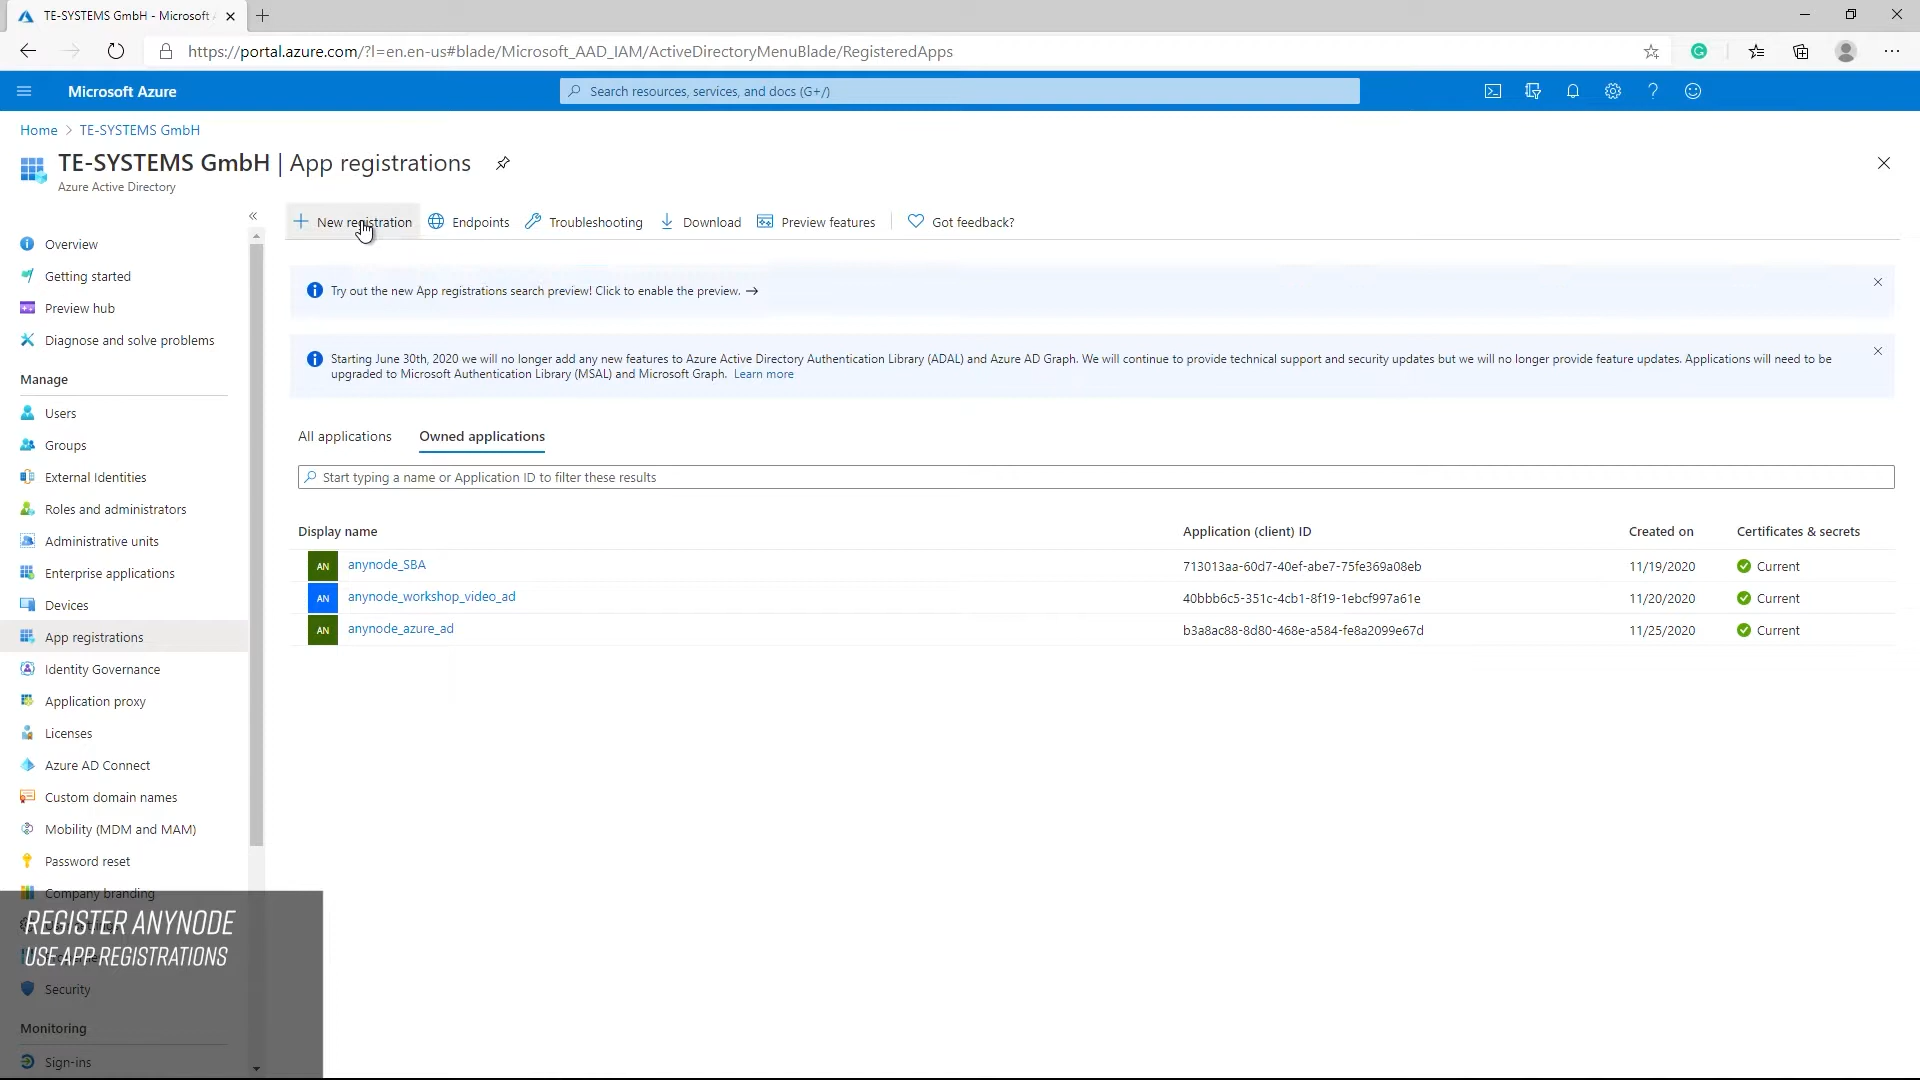 TE-SYSTEMS GmbH - Microsoft
https://portal.azure.com/?l=en.en-us#blade/Microsoft_AAD_IAM/ActiveDirectoryMenuBlade/RegisteredApps
Microsoft Azure
Search resources, services, and docs (G+/)
Home > TE-SYSTEMS GmbH
TE-SYSTEMS GmbH | App registrations
Azure Active Directory
New registration
Endpoints
Troubleshooting
Download
Preview features
Got feedback?
Overview
Getting started
Preview hub
Diagnose and solve problems
Manage
Users
Groups
External Identities
Roles and administrators
Administrative units
Enterprise applications
Devices
App registrations
Identity Governance
Application proxy
Licenses
Azure AD Connect
Custom domain names
Mobility (MDM and MAM)
Password reset
Company branding
REGISTER ANYNODE
USE APP REGISTRATIONS
Security
Monitoring
Sign-ins
Try out the new App registrations search preview! Click to enable the preview. →
Starting June 30th, 2020 we will no longer add any new features to Azure Active Directory Authentication Library (ADAL) and Azure AD Graph. We will continue to provide technical support and security updates but we will no longer provide feature updates. Applications will need to be
upgraded to Microsoft Authentication Library (MSAL) and Microsoft Graph. Learn more
All applications
Owned applications
Start typing a name or Application ID to filter these results
Display name
Application (client) ID
Created on
Certificates & secrets
AN anynode_SBA 713013aa-60d7-40ef-abe7-75fe369a08eb 11/19/2020 Current
AN anynode_workshop_video_ad 40bbb6c5-351c-4cb1-8f19-1ebcf997a61e 11/20/2020 Current
AN anynode_azure_ad b3a8ac88-8d80-468e-a584-fe8a2099e67d 11/25/2020 Current